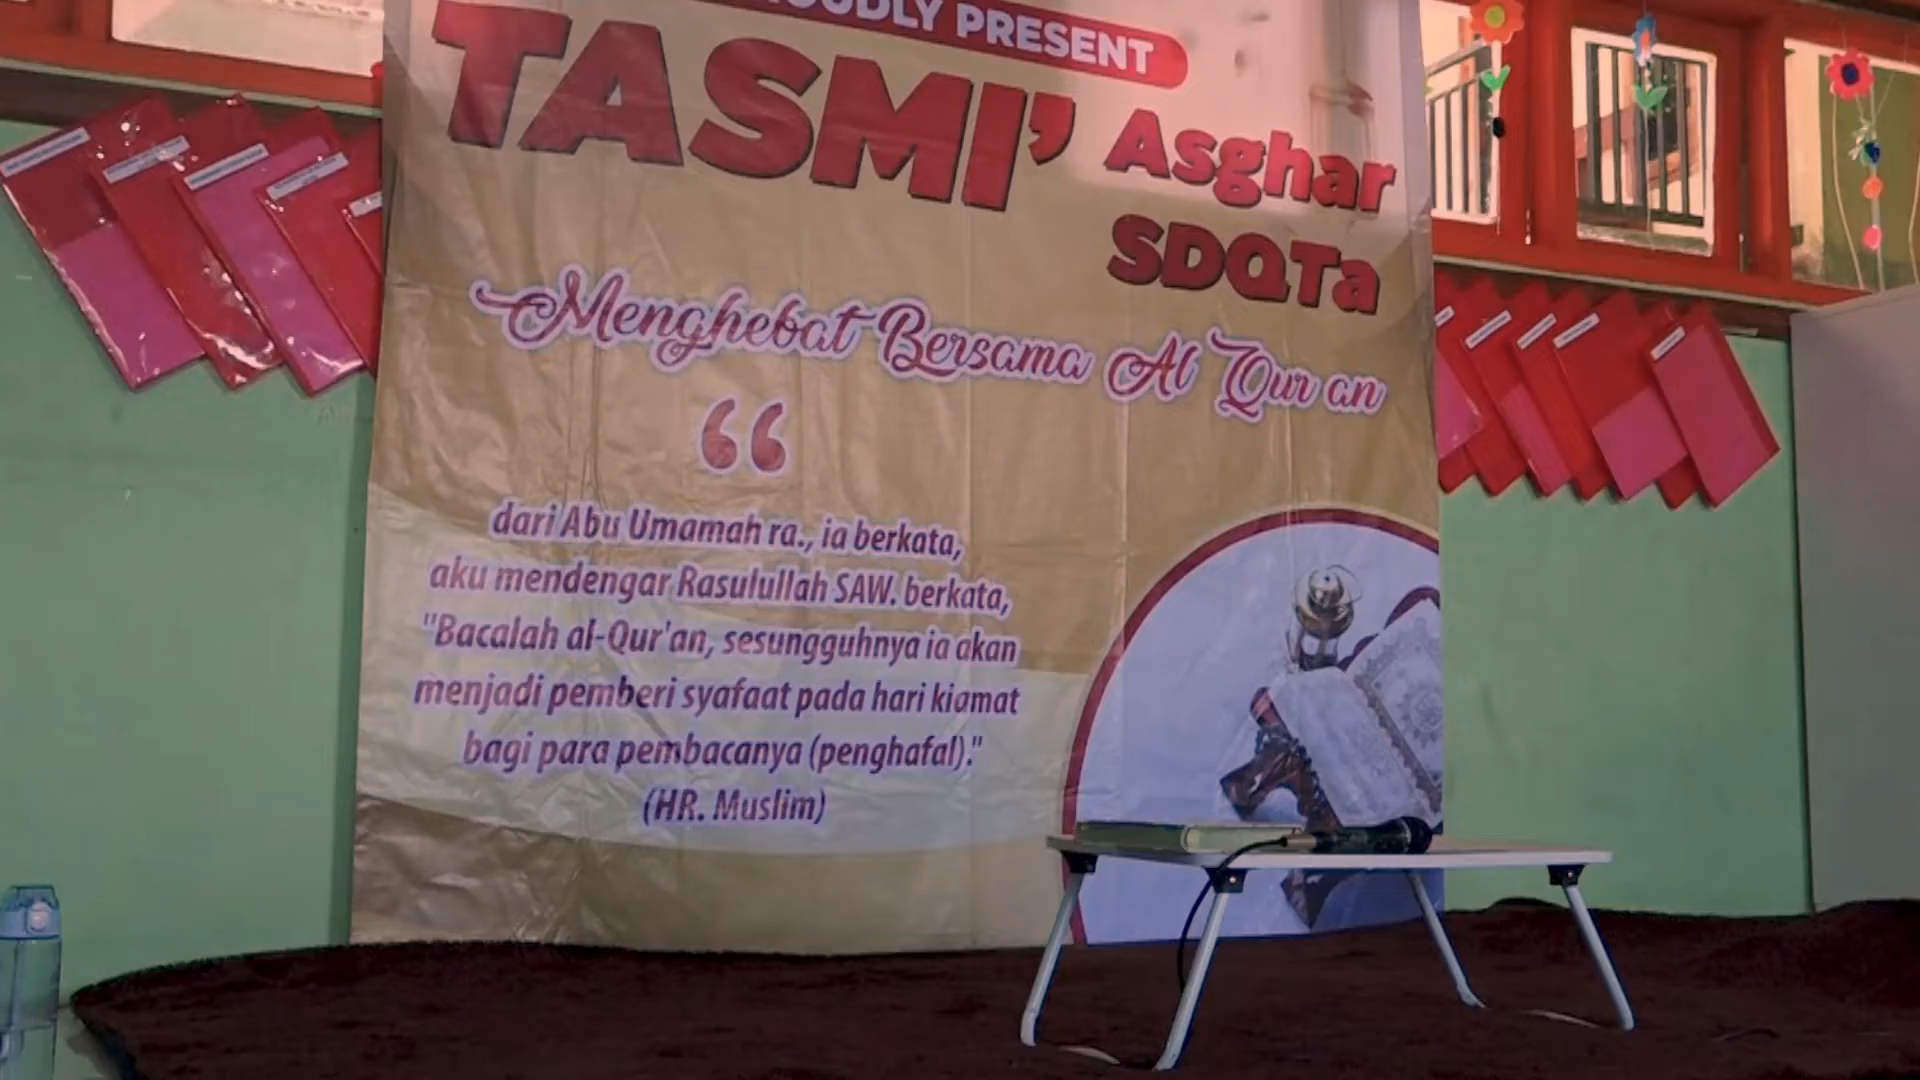 PRESENT
TASMI' Asghar
SDQTa
Menghebat Bersama Al Qur an
“
dari Abu Umamah ra., ia berkata,
aku mendengar Rasulullah SAW. berkata,
"Bacalah al-Qur'an, sesungguhnya ia akan
menjadi pemberi syafaat pada hari kiamat
bagi para pembacanya (penghafal)."
(HR. Muslim)